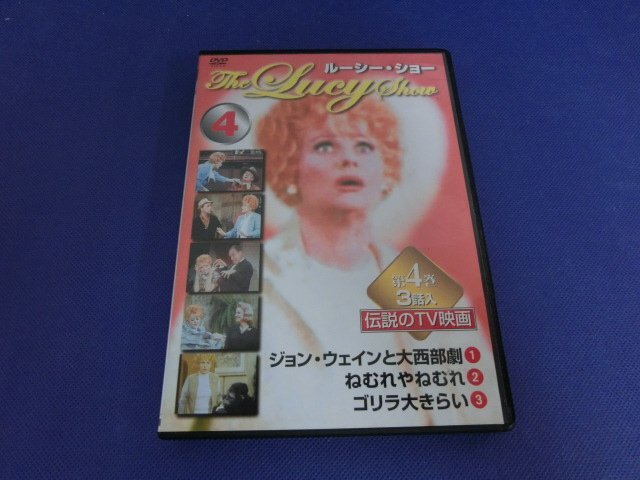 DVD
ルーシー・ショー
The Lucy Show
4
第4巻
3話入
伝説のTV映画
ジョン・ウェインと大西部劇 1
ねむれやねむれ 2
ゴリラ大きらい 3